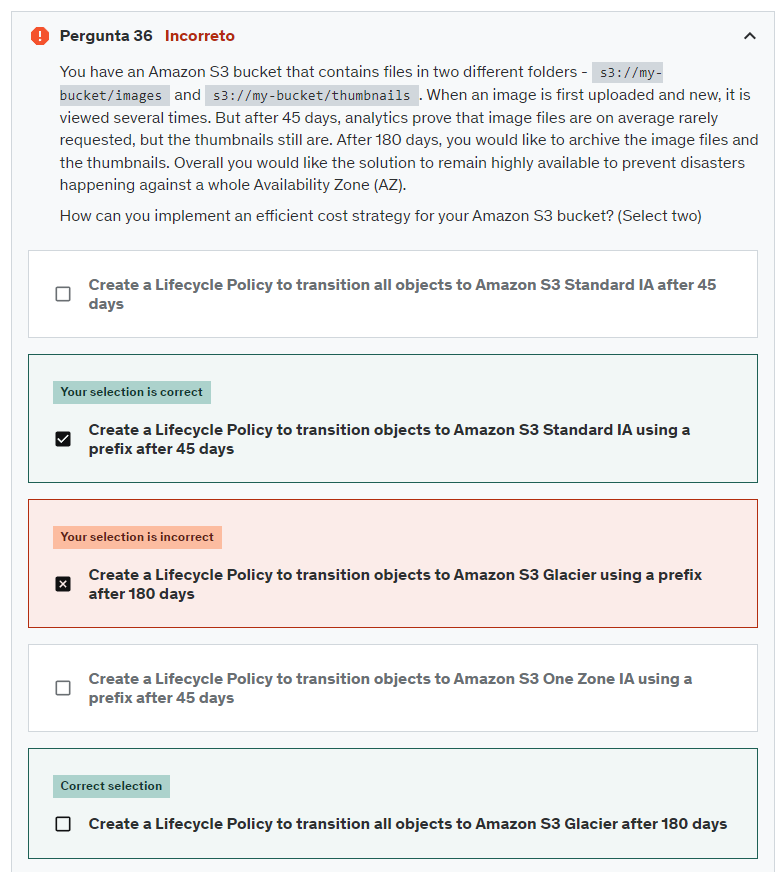 Pergunta 36 Incorreto
You have an Amazon S3 bucket that contains files in two different folders - s3://my-
bucket/images and s3://my-bucket/thumbnails . When an image is first uploaded and new, it is
viewed several times. But after 45 days, analytics prove that image files are on average rarely
requested, but the thumbnails still are. After 180 days, you would like to archive the image files and
the thumbnails. Overall you would like the solution to remain highly available to prevent disasters
happening against a whole Availability Zone (AZ).
How can you implement an efficient cost strategy for your Amazon S3 bucket? (Select two)
Create a Lifecycle Policy to transition all objects to Amazon S3 Standard IA after 45
days
Your selection is correct
Create a Lifecycle Policy to transition objects to Amazon S3 Standard IA using a
prefix after 45 days
Your selection is incorrect
Create a Lifecycle Policy to transition objects to Amazon S3 Glacier using a prefix
after 180 days
Create a Lifecycle Policy to transition objects to Amazon S3 One Zone IA using a
prefix after 45 days
Correct selection
Create a Lifecycle Policy to transition all objects to Amazon S3 Glacier after 180 days